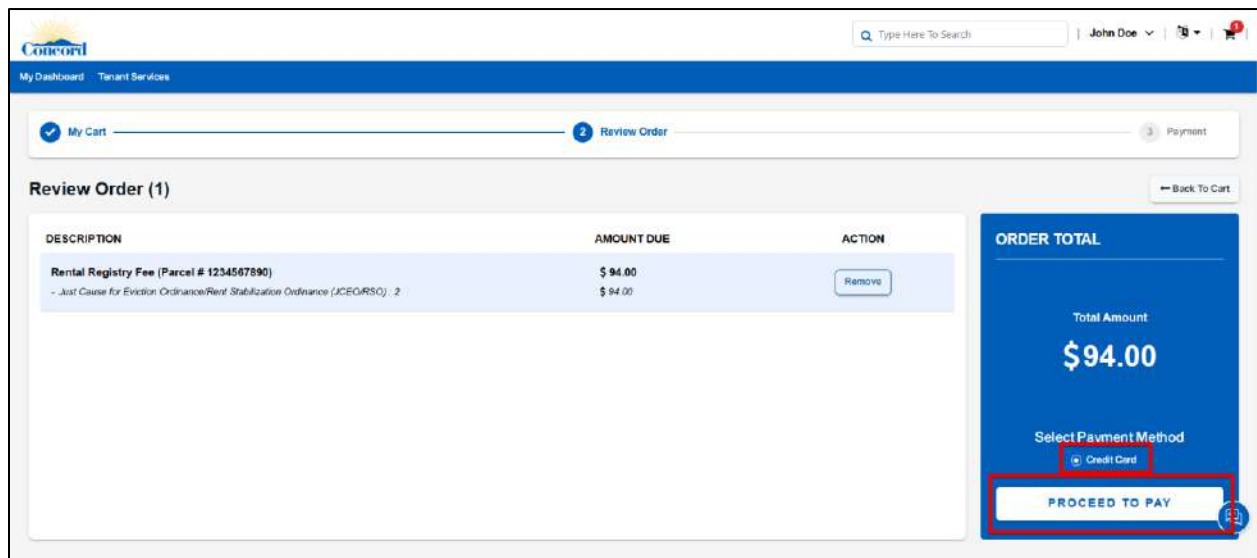 Concord
Type Here To Search
John Doe
1
My Dashboard Tenant Services
My Cart
2 Review Order
3 Payment
Review Order (1)
Back To Cart
DESCRIPTION AMOUNT DUE ACTION
Rental Registry Fee (Parcel # 1234567890) $ 94.00
Remove
- Just Cause for Eviction Ordinance/Rent Stabilization Ordinance (JCEO/RSO) : 2 $ 94.00
ORDER TOTAL
Total Amount
$94.00
Select Payment Method
Credit Card
PROCEED TO PAY